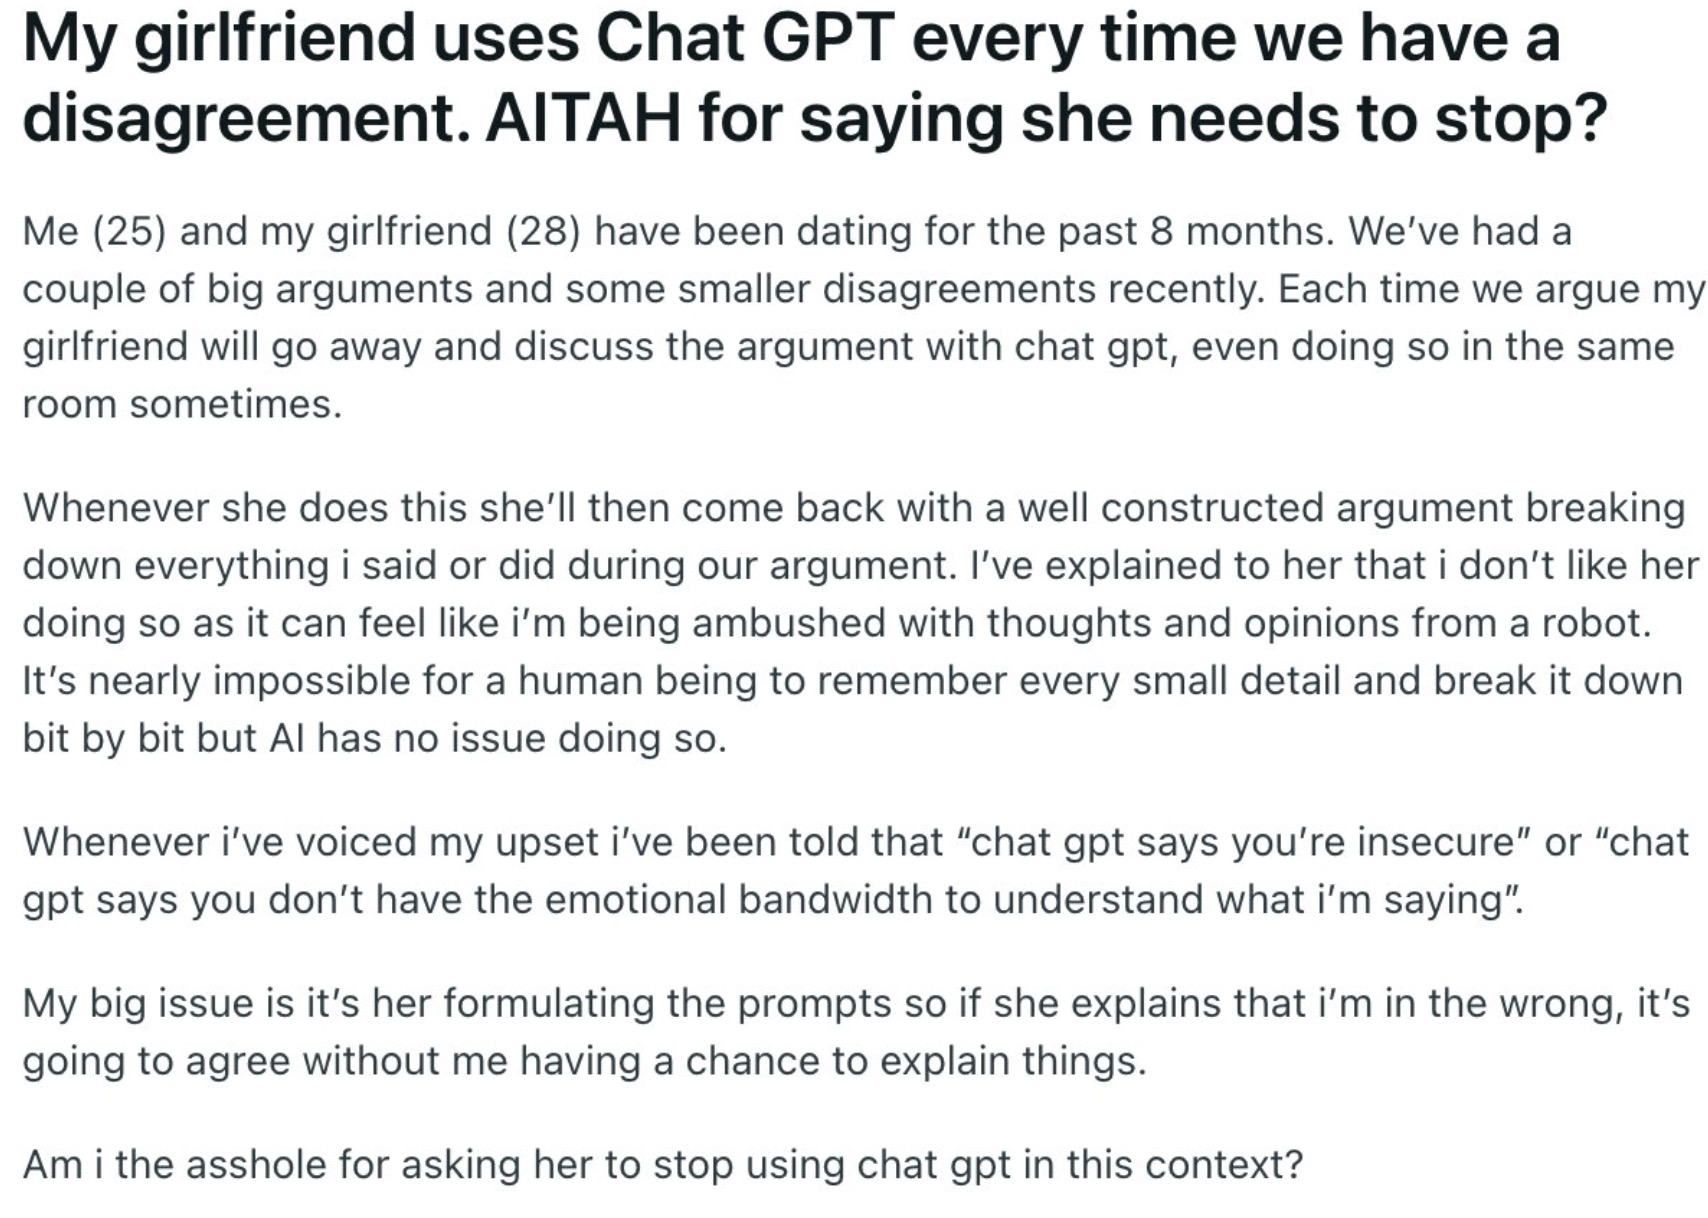 My girlfriend uses Chat GPT every time we have a
disagreement. AITAH for saying she needs to stop?
Me (25) and my girlfriend (28) have been dating for the past 8 months. We’ve had a
couple of big arguments and some smaller disagreements recently. Each time we argue my
girlfriend will go away and discuss the argument with chat gpt, even doing so in the same
room sometimes.
Whenever she does this she’ll then come back with a well constructed argument breaking
down everything i said or did during our argument. I’ve explained to her that i don’t like her
doing so as it can feel like i’m being ambushed with thoughts and opinions from a robot.
It’s nearly impossible for a human being to remember every small detail and break it down
bit by bit but AI has no issue doing so.
Whenever i’ve voiced my upset i’ve been told that “chat gpt says you’re insecure” or “chat
gpt says you don’t have the emotional bandwidth to understand what i’m saying”.
My big issue is it’s her formulating the prompts so if she explains that i’m in the wrong, it’s
going to agree without me having a chance to explain things.
Am i the asshole for asking her to stop using chat gpt in this context?